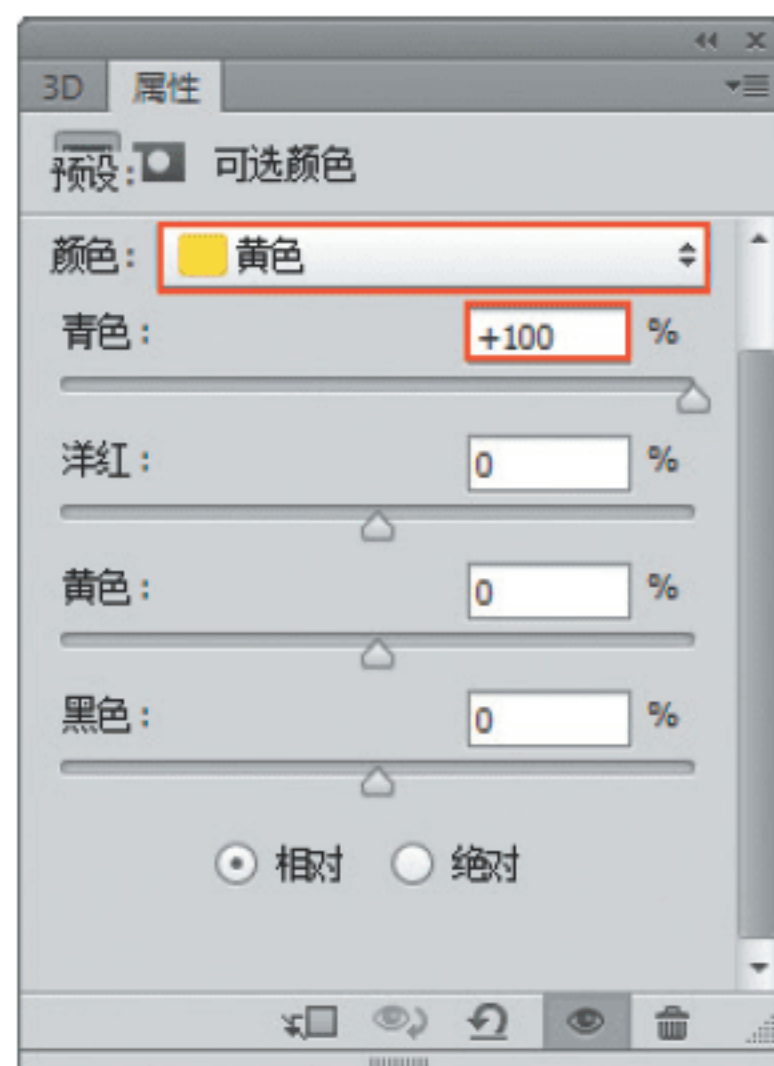 3D 属性
预设： 可选颜色
颜色： 黄色
青色： +100 %
洋红： 0 %
黄色： 0 %
黑色： 0 %
相对 绝对